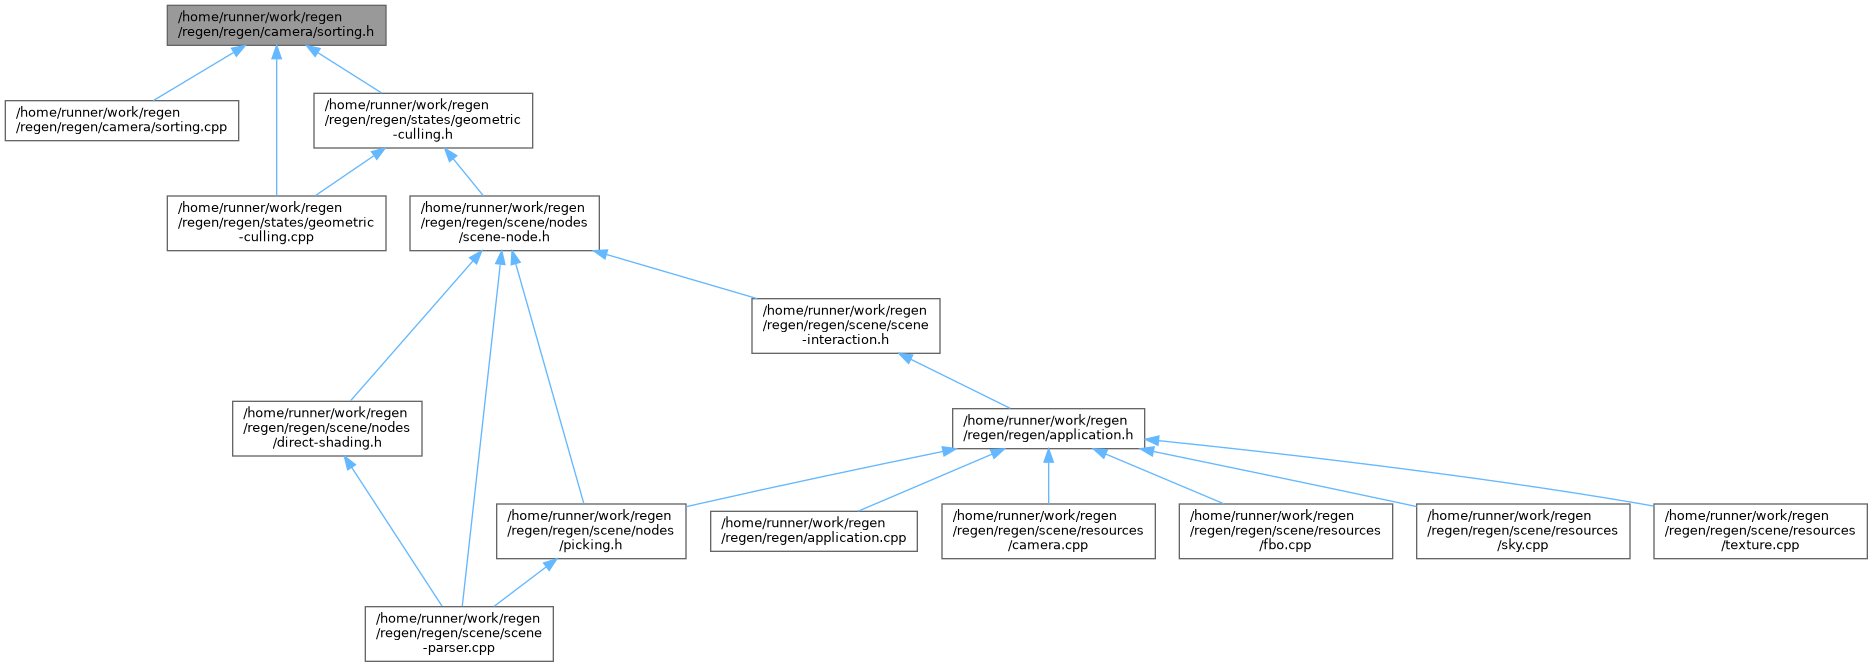 /home/runner/work/regen
/regen/regen/camera/sorting.h
/home/runner/work/regen
/regen/regen/camera/sorting.cpp
/home/runner/work/regen
/regen/regen/states/geometric
-culling.h
/home/runner/work/regen
/regen/regen/states/geometric
-culling.cpp
/home/runner/work/regen
/regen/regen/scene/nodes
/scene-node.h
/home/runner/work/regen
/regen/regen/scene/scene
-interaction.h
/home/runner/work/regen
/regen/regen/scene/nodes
/direct-shading.h
/home/runner/work/regen
/regen/regen/application.h
/home/runner/work/regen
/regen/regen/scene/nodes
/picking.h
/home/runner/work/regen
/regen/regen/application.cpp
/home/runner/work/regen
/regen/regen/scene/resources
/camera.cpp
/home/runner/work/regen
/regen/regen/scene/resources
/fbo.cpp
/home/runner/work/regen
/regen/regen/scene/resources
/sky.cpp
/home/runner/work/regen
/regen/regen/scene/resources
/texture.cpp
/home/runner/work/regen
/regen/regen/scene/scene
-parser.cpp